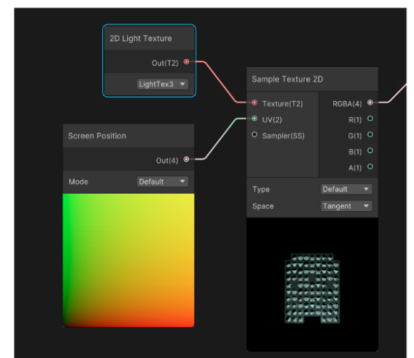 2D Light Texture
Out(T2)
LightTex3
Sample Texture 2D
Texture(T2)
RGBA(4)
UV(2)
R(1)
Sampler(SS)
G(1)
B(1)
A(1)
Screen Position
Out(4)
Mode
Default
Type
Default
Space
Tangent